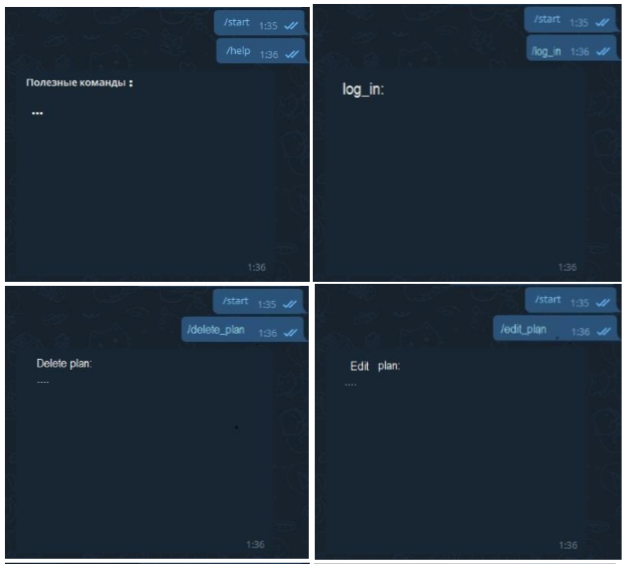 /start 1:35
/help 1:36
Полезные команды :
...
1:36
/start 1:35
/log_in 1:36
log_in:
1:36
/start 1:35
/delete_plan 1:36
Delete plan:
....
1:36
/start 1:35
/edit_plan 1:36
Edit plan:
....
1:36